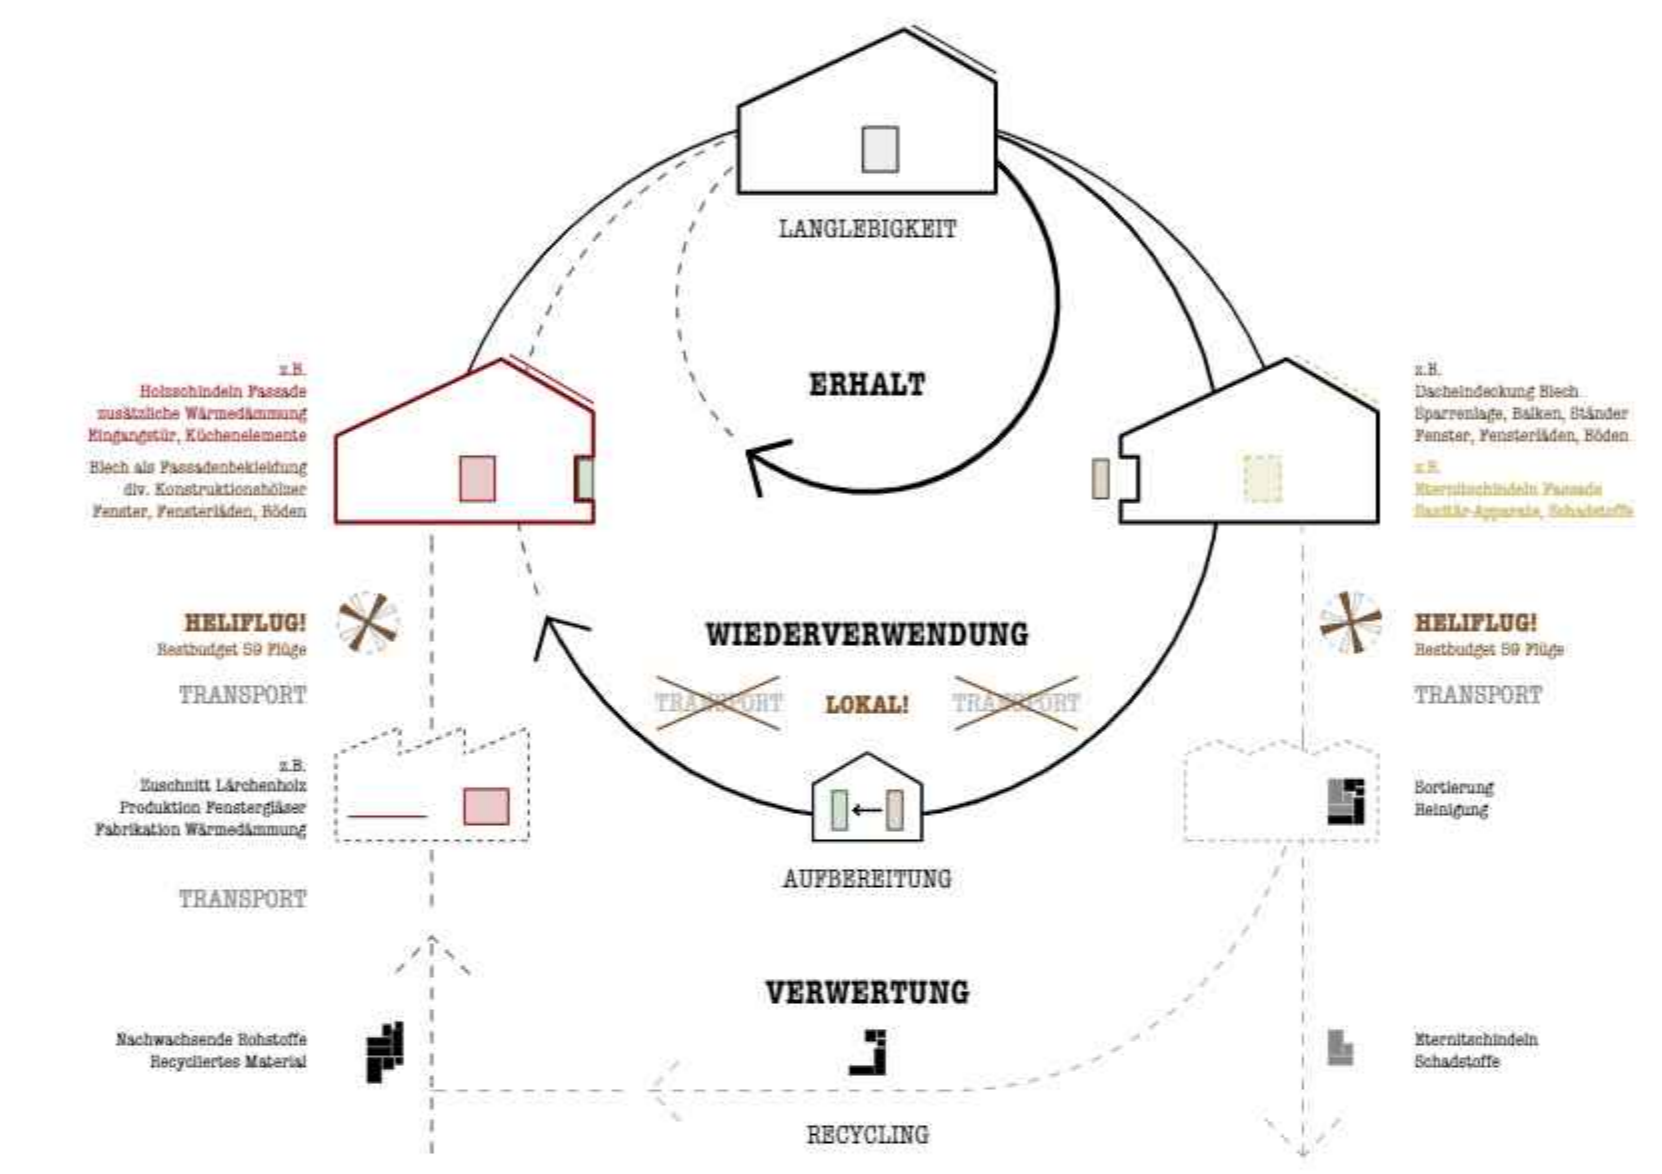 LANGLEBIGKEIT
ERHALT
z.B.
Holzschindeln Fassade
zusätzliche Wärmedämmung
Eingangstür, Küchenelemente
Blech als Fassadenbekleidung
div. Konstruktionshölzer
Fenster, Fensterläden, Böden
z.B.
Dacheindeckung Blech
Sparrenlage, Balken, Ständer
Fenster, Fensterläden, Böden
z.B.
Eternitschindeln Fassade
Sanitär-Apparate, Schadstoffe
HELIFLUG!
Restbudget 59 Flüge
TRANSPORT
WIEDERVERWENDUNG
TRANSPORT
LOKAL!
TRANSPORT
HELIFLUG!
Restbudget 59 Flüge
TRANSPORT
z.B.
Zuschnitt Lärchenholz
Produktion Fenstergläser
Fabrikation Wärmedämmung
AUFBEREITUNG
Sortierung
Reinigung
TRANSPORT
VERWERTUNG
Nachwachsende Rohstoffe
Recycliertes Material
Eternitschindeln
Schadstoffe
RECYCLING